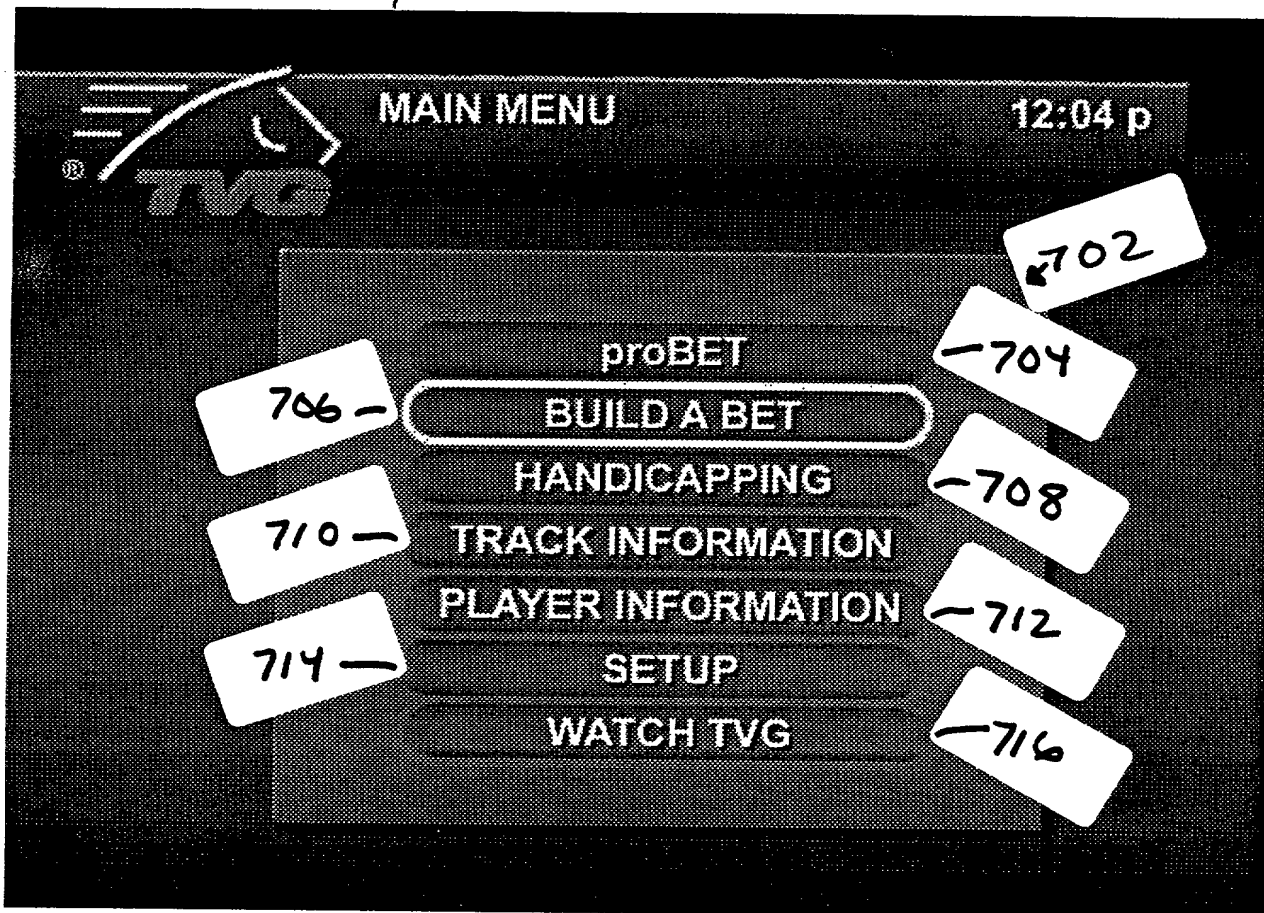 MAIN MENU
12:04 p
®
TVG
702
proBET
704
706
BUILD A BET
HANDICAPPING
708
710
TRACK INFORMATION
PLAYER INFORMATION
712
714
SETUP
WATCH TVG
716